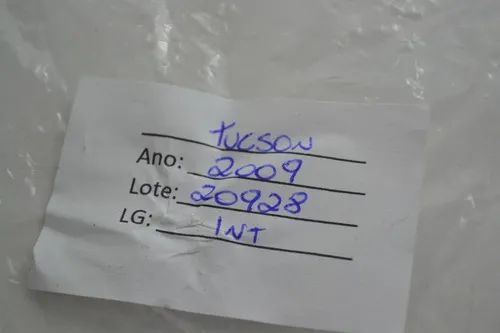 TUCSON
Ano: 2009
Lote: 20928
LG: INT